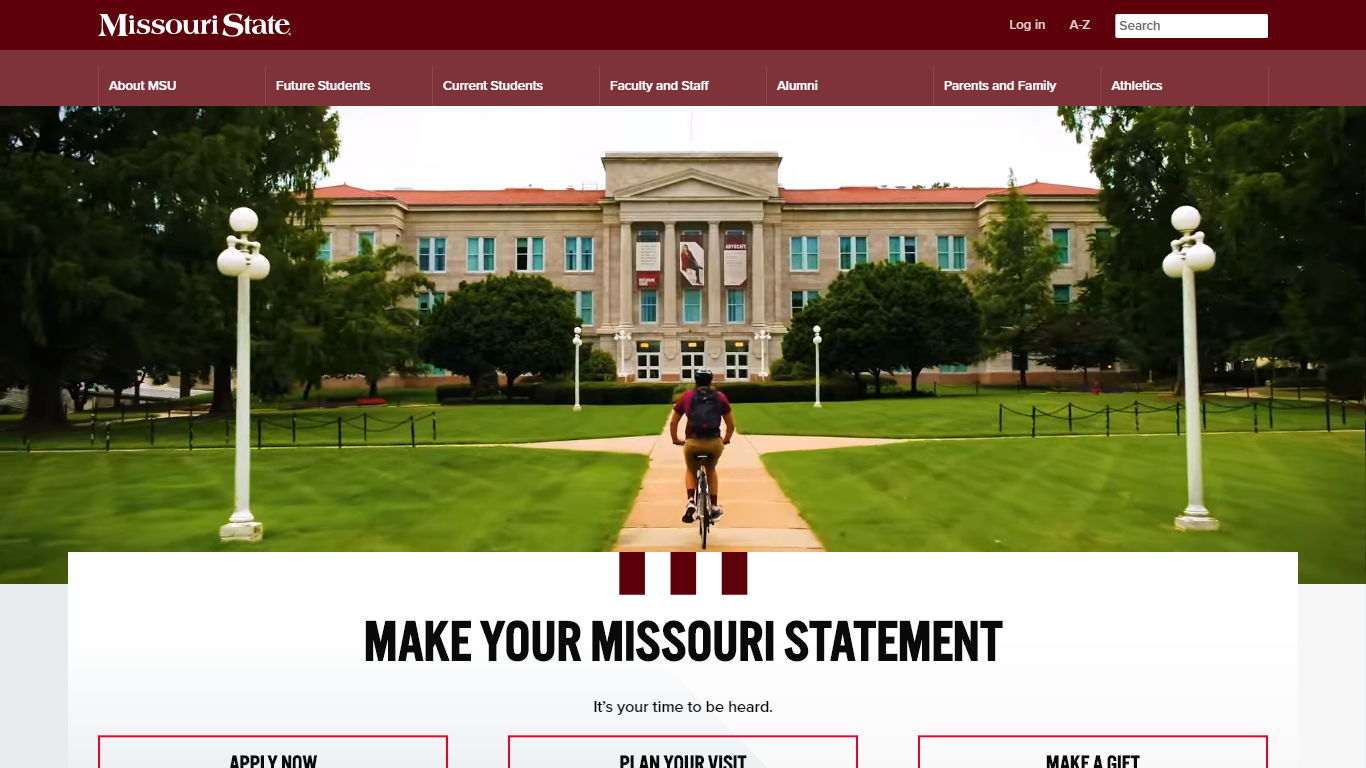 Missouri State
Log in
A-Z
Search
About MSU
Future Students
Current Students
Faculty and Staff
Alumni
Parents and Family
Athletics
ADVOCATE
MAKE YOUR MISSOURI STATEMENT
It's your time to be heard.
APPLY NOW
PLAN YOUR VISIT
MAKE A GIFT